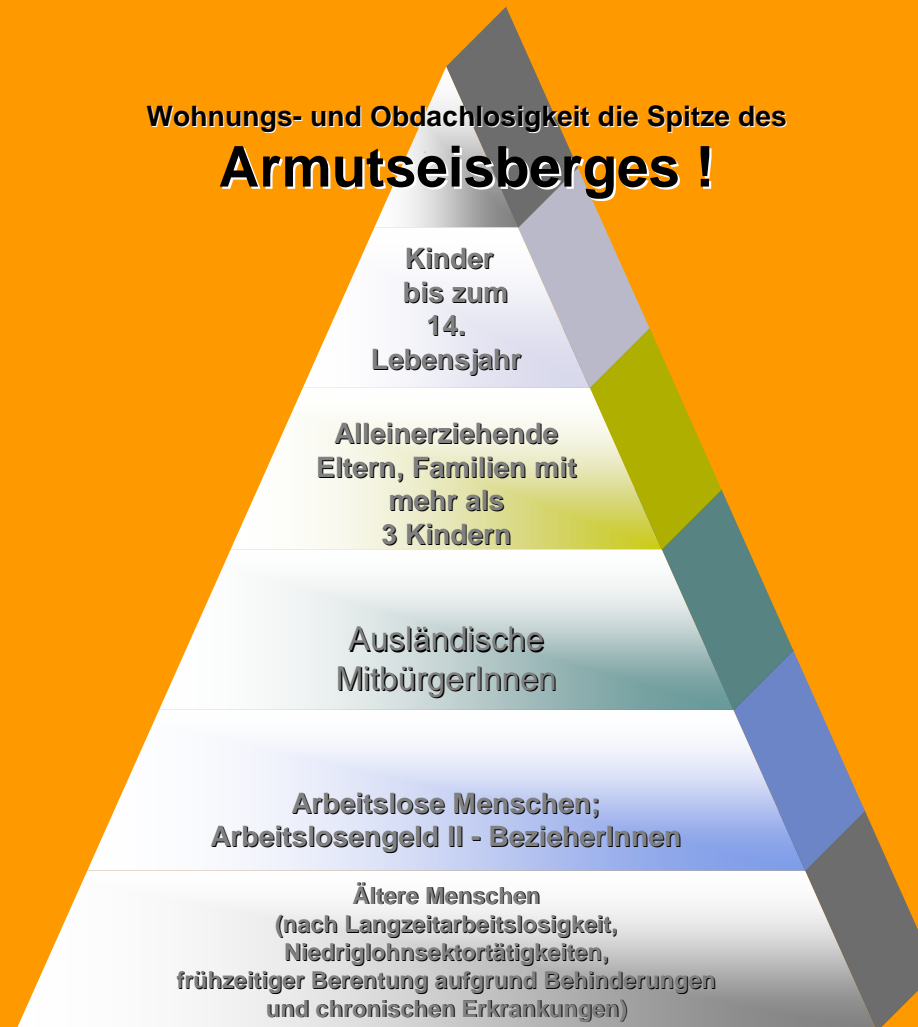 Wohnungs- und Obdachlosigkeit die Spitze des
Armutseisberges !
Kinder
bis zum
14.
Lebensjahr
Alleinerziehende
Eltern, Familien mit
mehr als
3 Kindern
Ausländische
MitbürgerInnen
Arbeitslose Menschen;
Arbeitslosengeld II - BezieherInnen
Ältere Menschen
(nach Langzeitarbeitslosigkeit,
Niedriglohnsektortätigkeiten,
frühzeitiger Berentung aufgrund Behinderungen
und chronischen Erkrankungen)